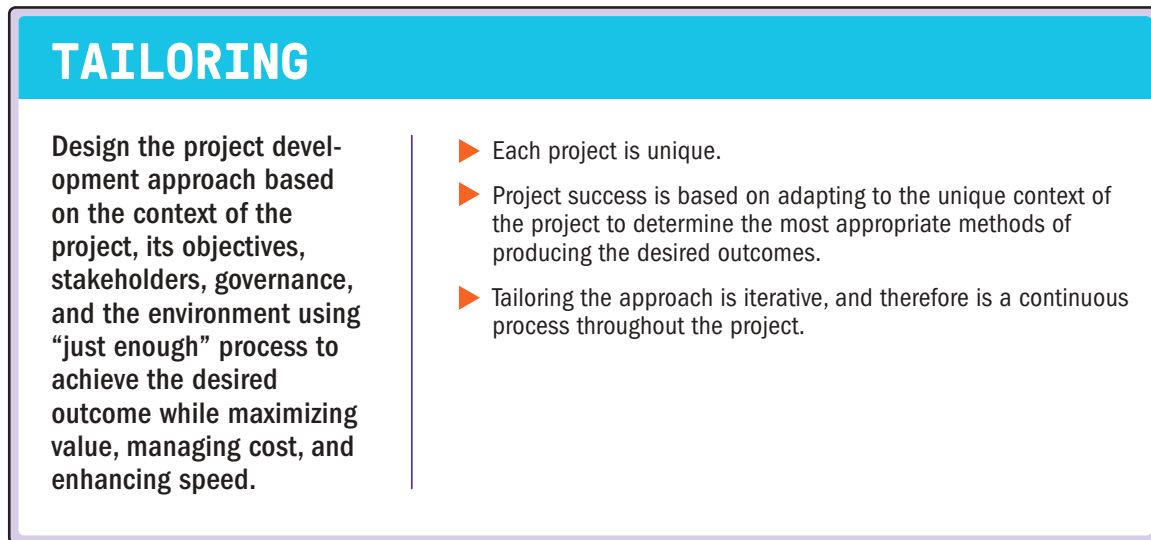 TAILORING
Design the project devel-
opment approach based
on the context of the
project, its objectives,
stakeholders, governance,
and the environment using
“just enough” process to
achieve the desired
outcome while maximizing
value, managing cost, and
enhancing speed.
Each project is unique.
Project success is based on adapting to the unique context of
the project to determine the most appropriate methods of
producing the desired outcomes.
Tailoring the approach is iterative, and therefore is a continuous
process throughout the project.